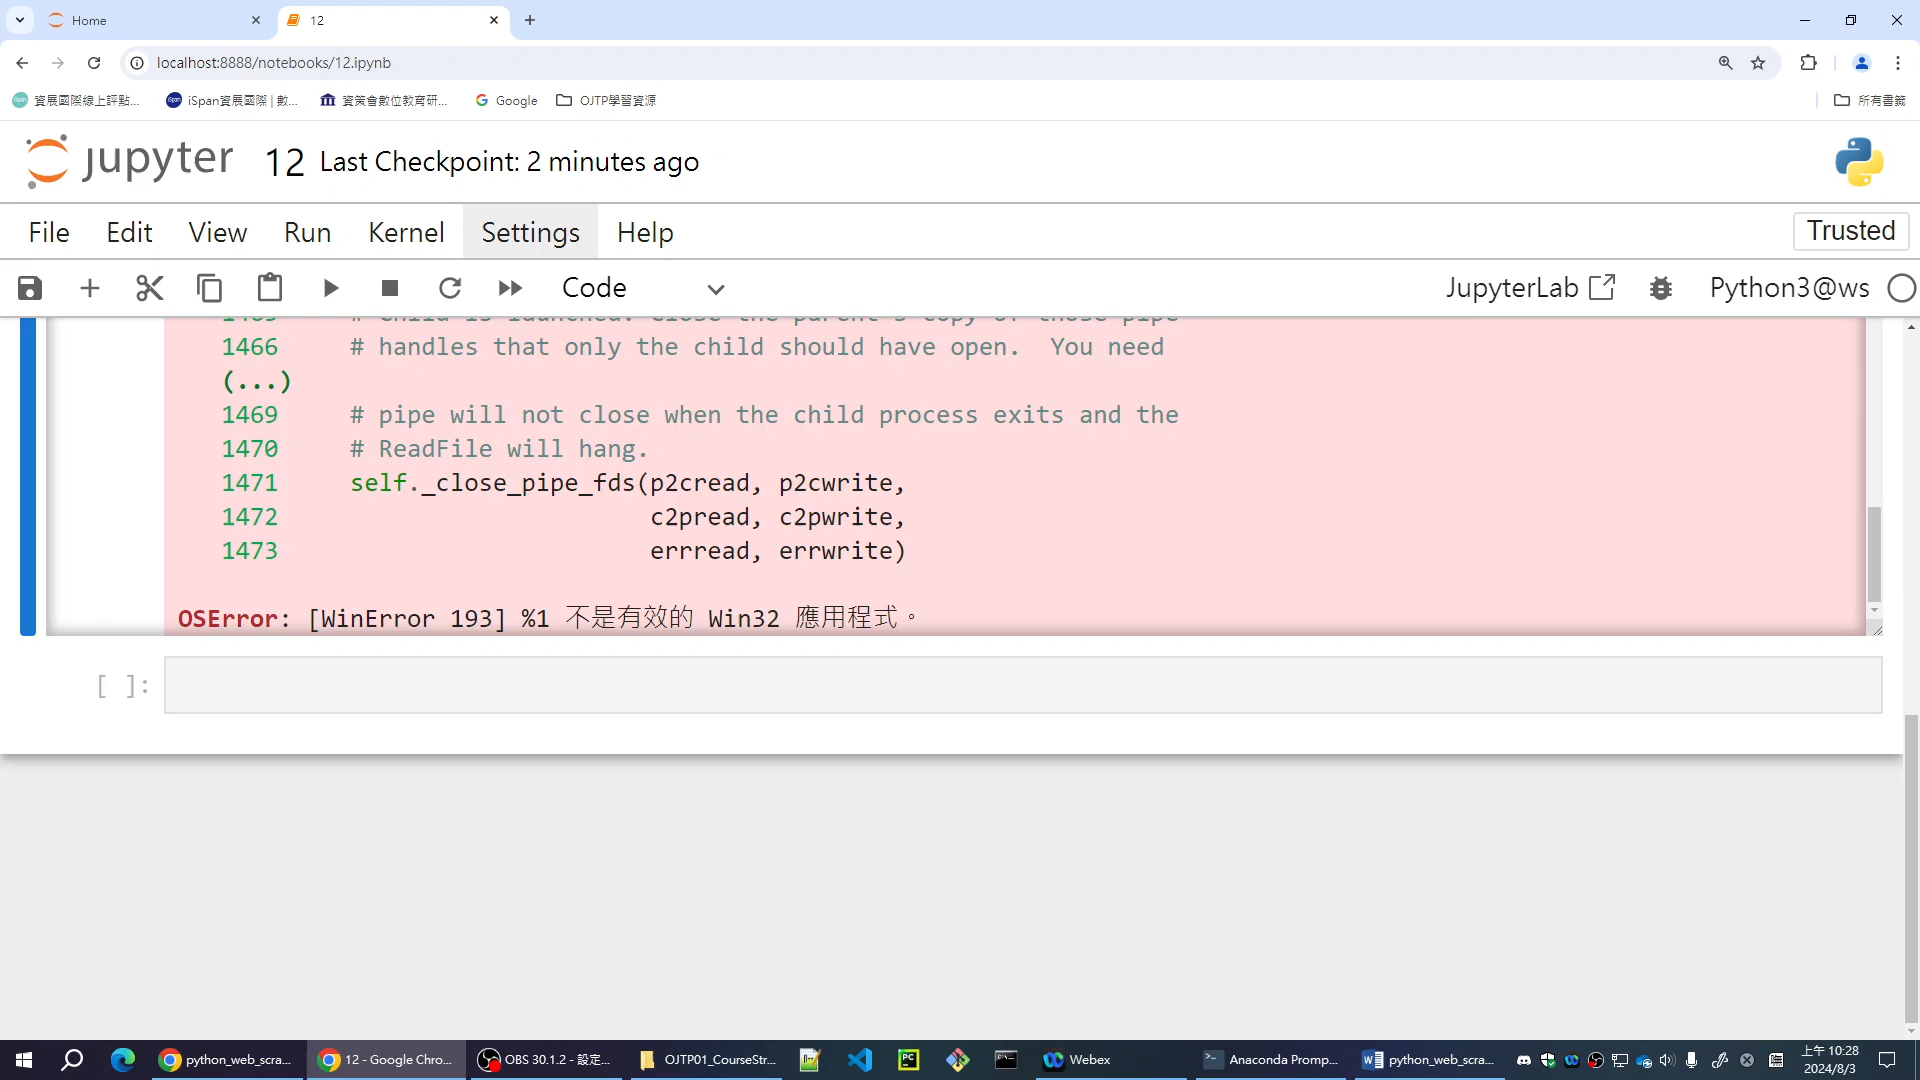 Home
12
localhost:8888/notebooks/12.ipynb
資展國際線上評點...
iSpan資展國際 | 數...
資策會數位教育研...
Google
OJTP學習資源
所有書籤
jupyter
12
Last Checkpoint: 2 minutes ago
File
Edit
View
Run
Kernel
Settings
Help
Trusted
Code
JupyterLab
Python3@ws
1466 # handles that only the child should have open. You need
(...)
1469 # pipe will not close when the child process exits and the
1470 # ReadFile will hang.
1471 self._close_pipe_fds(p2cread, p2cwrite,
1472 c2pread, c2pwrite,
1473 errread, errwrite)
OSError: [WinError 193] %1 不是有效的 Win32 應用程式。
[ ]:
python_web_scra...
12 - Google Chro...
OBS 30.1.2 - 設定...
OJTP01_CourseStr...
Webex
Anaconda Promp...
python_web_scra...
上午 10:28
2024/8/3